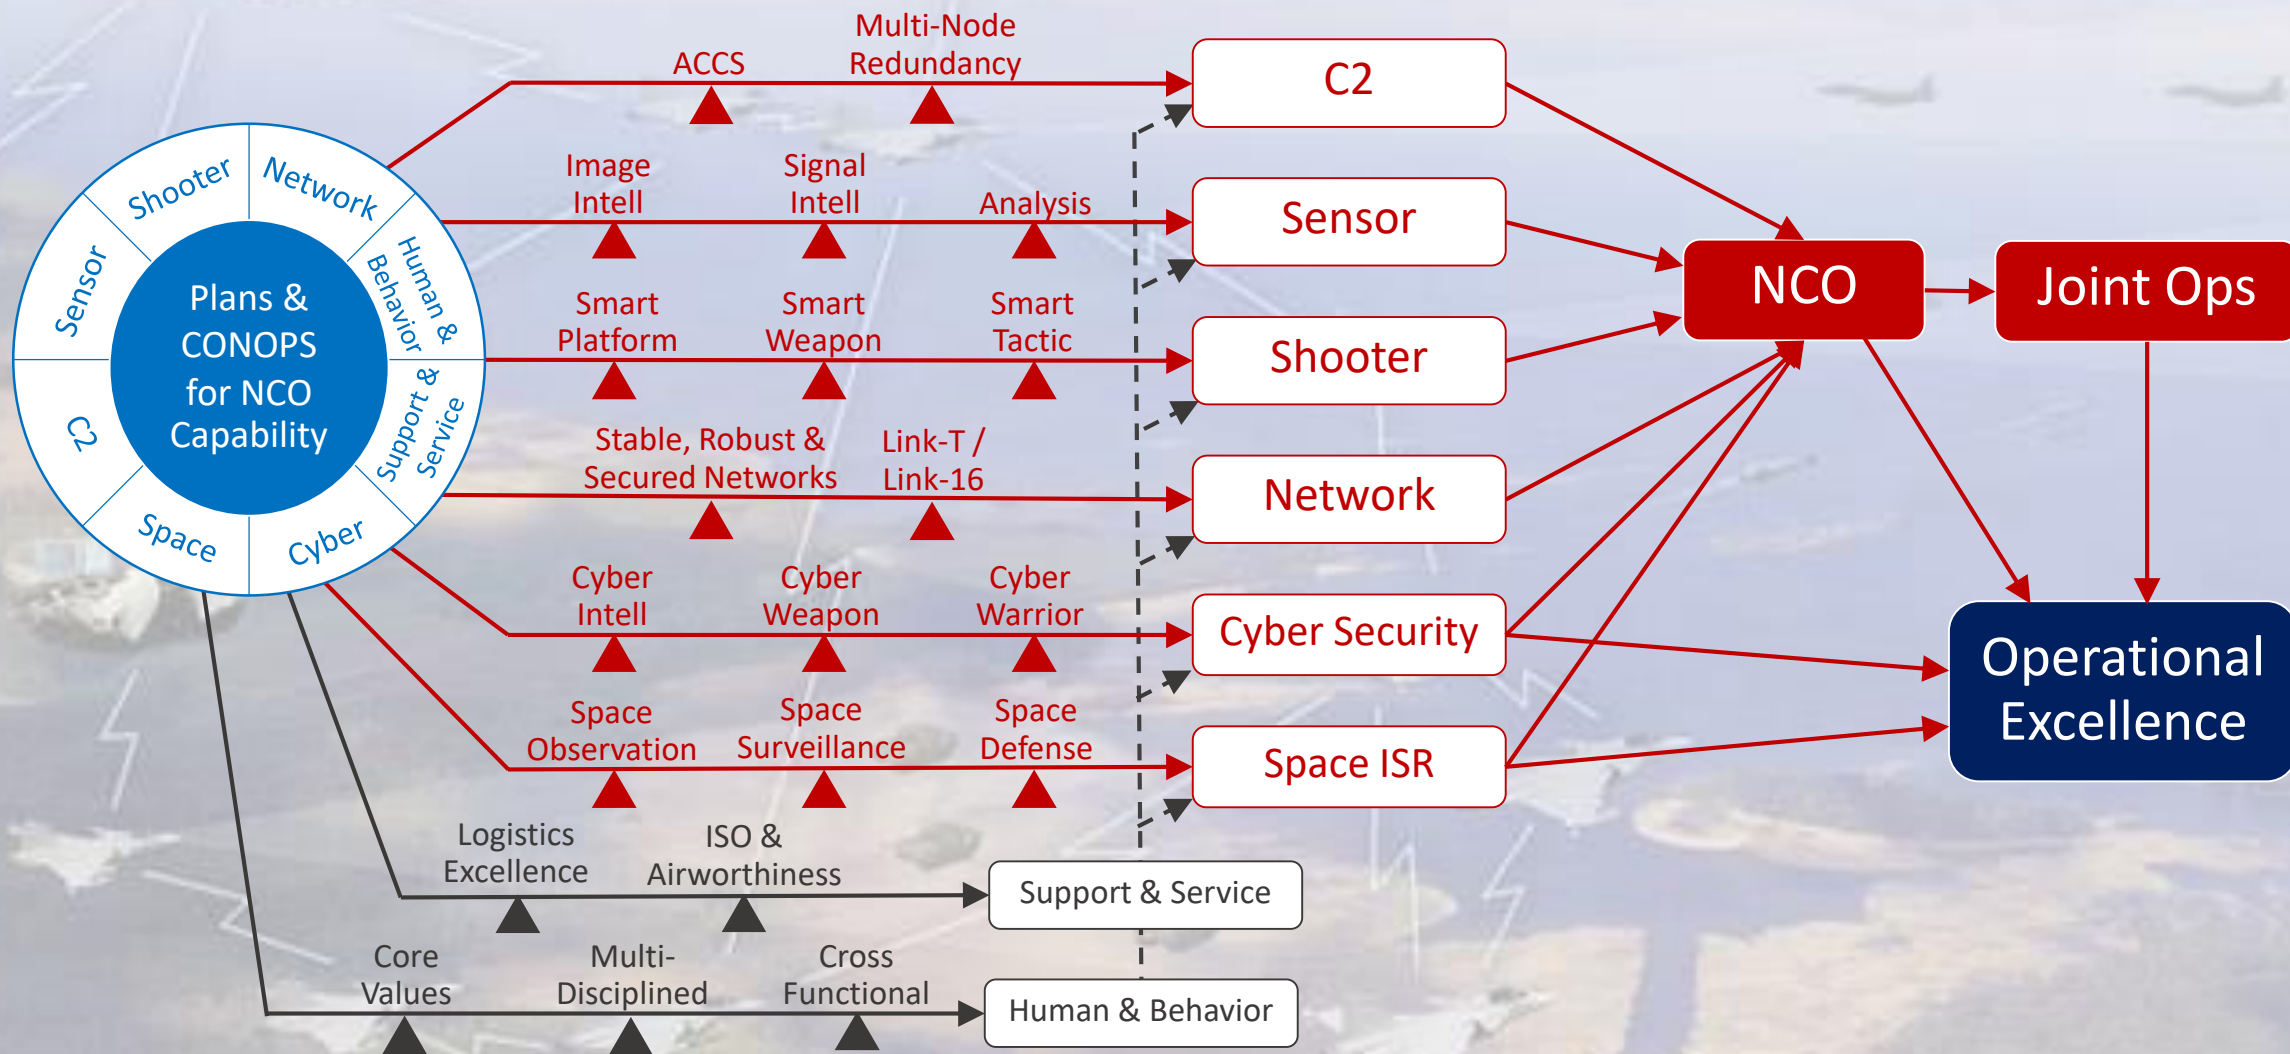 Multi-Node
ACCS
Redundancy
C2
Image
Intell
Signal
Intell
Analysis
Sensor
Smart
Platform
Smart
Weapon
Smart
Tactic
Shooter
Stable, Robust &
Secured Networks
Link-T /
Link-16
Network
Cyber
Intell
Cyber
Weapon
Cyber
Warrior
Cyber Security
Space
Observation
Space
Surveillance
Space
Defense
Space ISR
Logistics
Excellence
ISO &
Airworthiness
Support & Service
Core
Values
Multi-
Disciplined
Cross
Functional
Human & Behavior
Plans &
CONOPS
for NCO
Capability
Shooter
Network
Human &
Behavior
Support &
Service
Cyber
Space
C2
Sensor
NCO
Joint Ops
Operational
Excellence